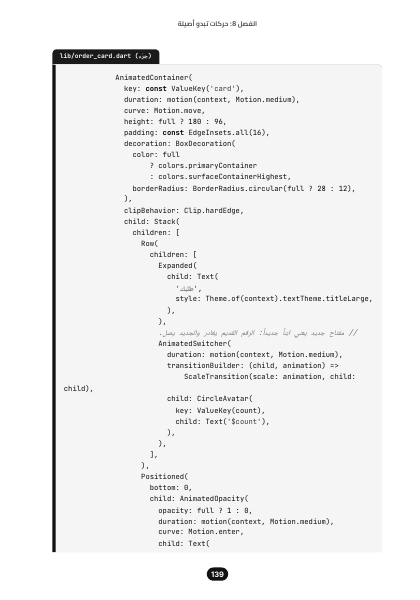 الفصل 8: حركات تبدو أصيلة
lib/order_card.dart (جزء)
AnimatedContainer(
key: const ValueKey('card'),
duration: motion(context, Motion.medium),
curve: Motion.move,
height: full ? 180 : 96,
padding: const EdgeInsets.all(16),
decoration: BoxDecoration(
color: full
? colors.primaryContainer
: colors.surfaceContainerHighest,
borderRadius: BorderRadius.circular(full ? 28 : 12),
),
clipBehavior: Clip.hardEdge,
child: Stack(
children: [
Row(
children: [
Expanded(
child: Text(
'طلبك',
style: Theme.of(context).textTheme.titleLarge,
),
),
// مفتاح جديد يعني ابناً جديداً: الرقم القديم يغادر والجديد يصل.
AnimatedSwitcher(
duration: motion(context, Motion.medium),
transitionBuilder: (child, animation) =>
ScaleTransition(scale: animation, child:
child),
child: CircleAvatar(
key: ValueKey(count),
child: Text('$count'),
),
),
],
),
Positioned(
bottom: 0,
child: AnimatedOpacity(
opacity: full ? 1 : 0,
duration: motion(context, Motion.medium),
curve: Motion.enter,
child: Text(
139